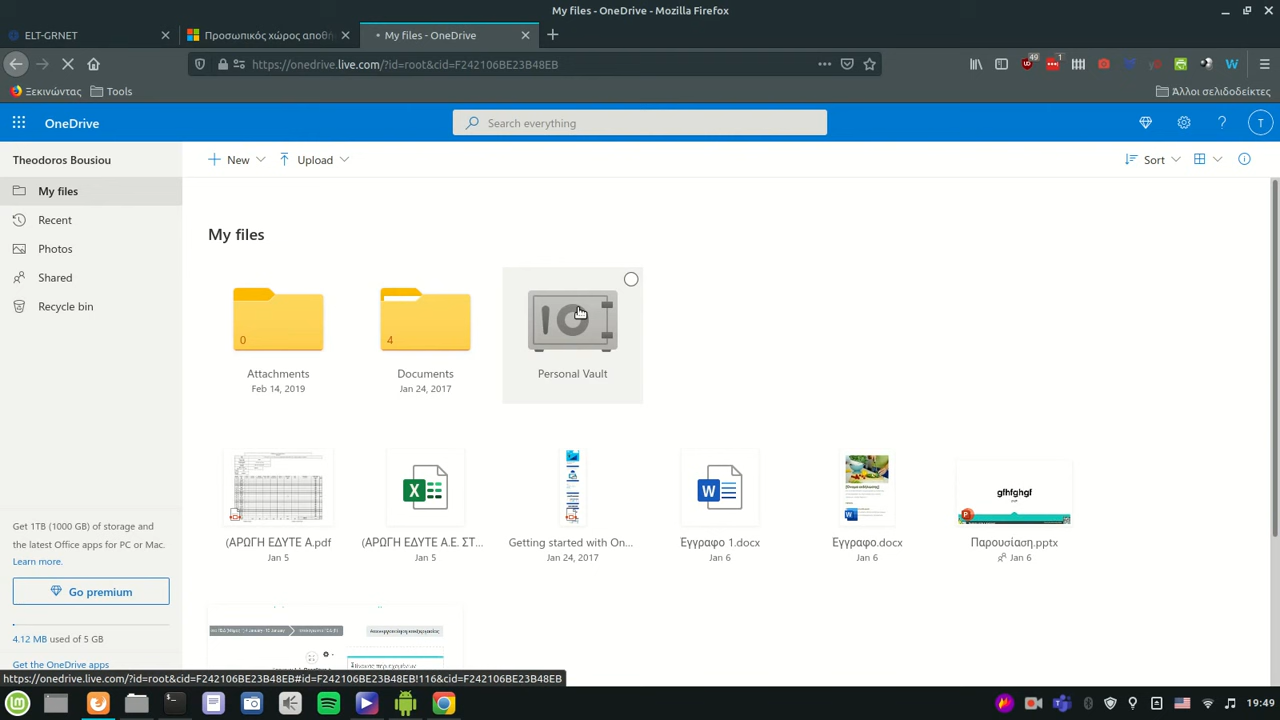 My files - OneDrive - Mozilla Firefox
ELT-GRNET
Προσωπικός χώρος αποθή
My files - OneDrive
https://onedrive.live.com/?id=root&cid=F242106BE23B48EB
49
1
Ξεκινώντας
Tools
Άλλοι σελιδοδείκτες
OneDrive
Search everything
T
Theodoros Bousiou
New
Upload
Sort
My files
Recent
Photos
Shared
Recycle bin
My files
0
4
Attachments
Documents
Personal Vault
Feb 14, 2019
Jan 24, 2017
gfhfghgf
(ΑΡΩΓΗ ΕΔΥΤΕ Α.pdf
(ΑΡΩΓΗ ΕΔΥΤΕ Α.Ε. ΣΤ...
Getting started with On...
Έγγραφο 1.docx
Έγγραφο.docx
Παρουσίαση.pptx
Jan 5
Jan 5
Jan 24, 2017
Jan 6
Jan 6
Jan 6
Get 1TB (1000 GB) of storage and
the latest Office apps for PC or Mac.
Learn more.
Go premium
4.12 MB used of 5 GB
Get the OneDrive apps
https://onedrive.live.com/?id=root&cid=F242106BE23B48EB#id=F242106BE23B48EB!116&cid=F242106BE23B48EB
19:49